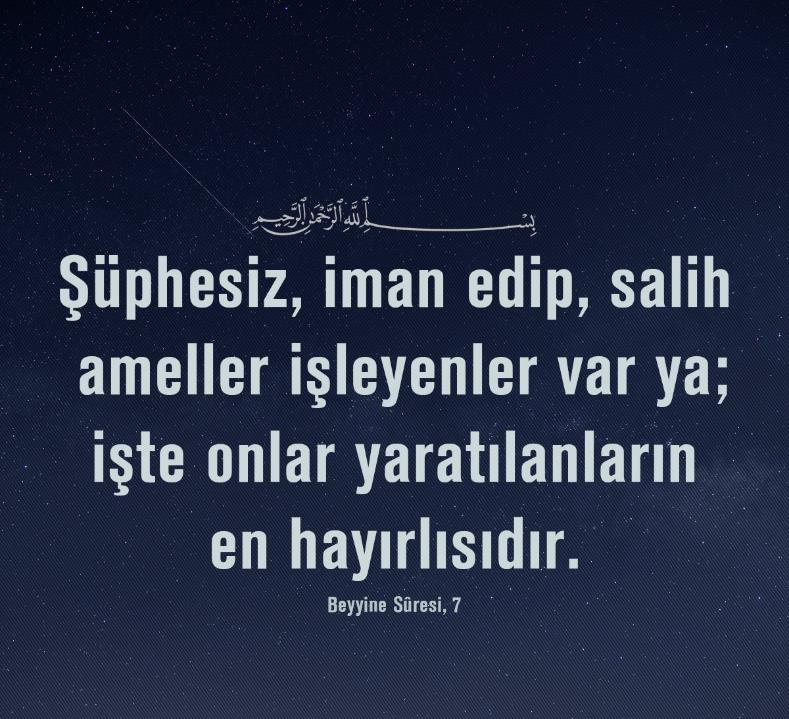 بِسْمِ اللَّهِ الرَّحْمَٰنِ الرَّحِيمِ
Şüphesiz, iman edip, salih
ameller işleyenler var ya;
işte onlar yaratılanların
en hayırlısıdır.
Beyyine Sûresi, 7